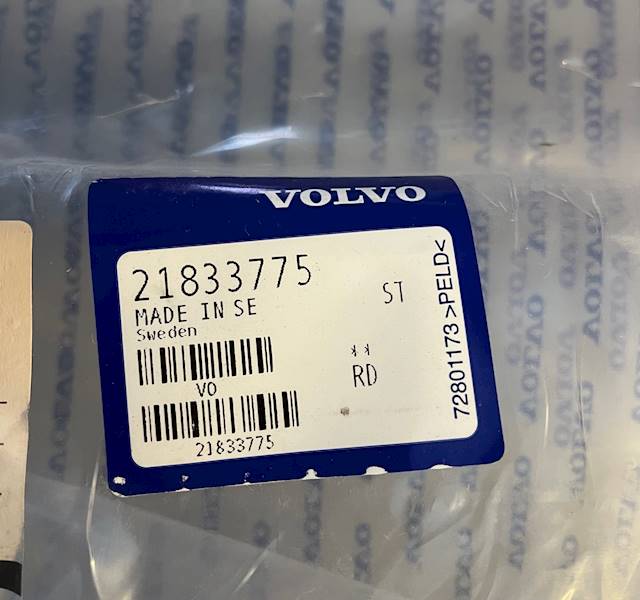 VOLVO
21833775
ST
MADE IN SE
Sweden
**
RD
VO
21833775
72801173 >PELD<